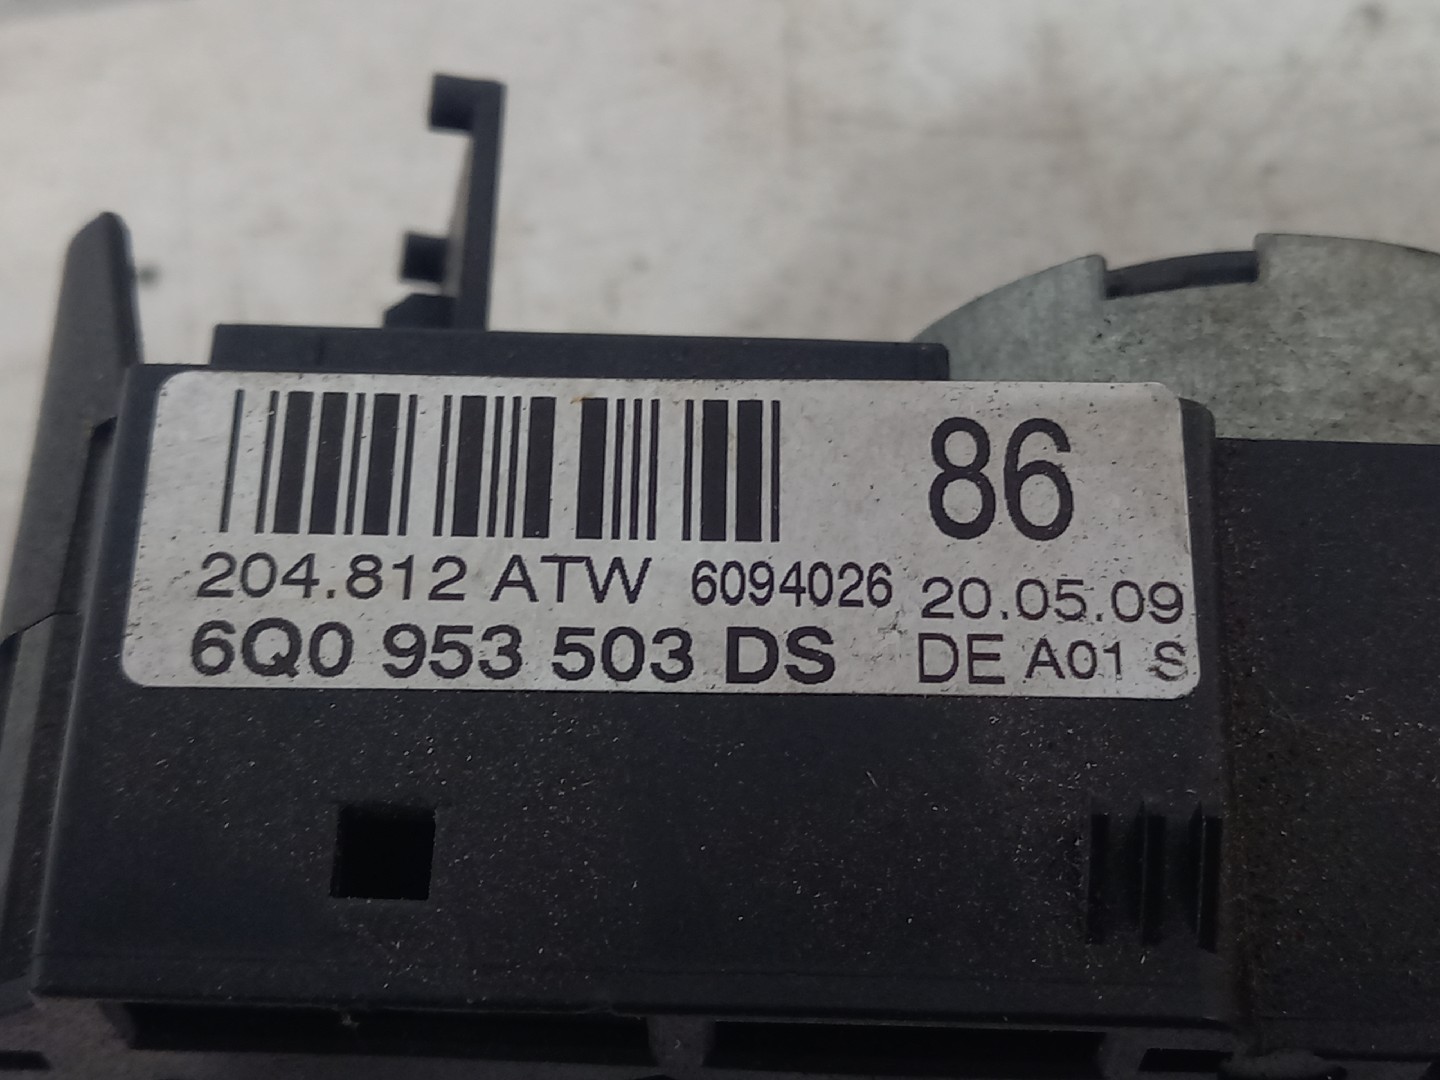 86
204.812 ATW 6094026 20.05.09
6Q0 953 503 DS DE A01 S